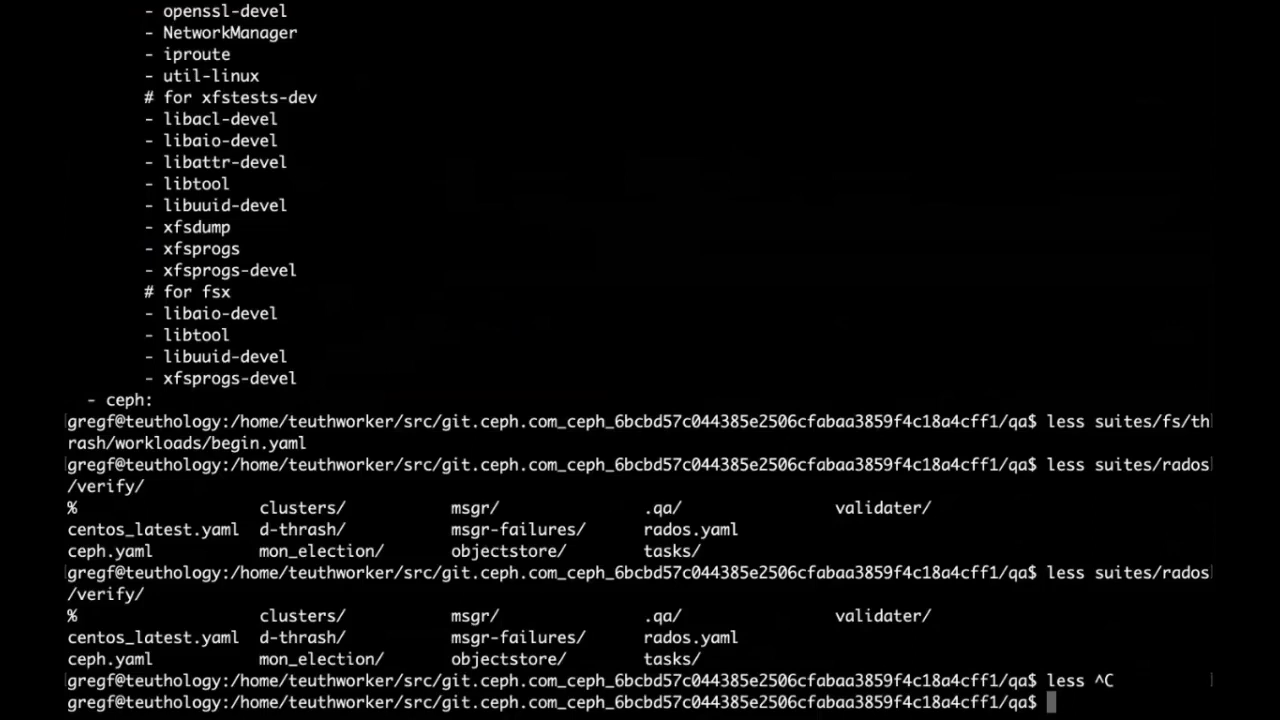 - openssl-devel
- NetworkManager
- iproute
- util-linux
# for xfstests-dev
- libacl-devel
- libaio-devel
- libattr-devel
- libtool
- libuuid-devel
- xfsdump
- xfsprogs
- xfsprogs-devel
# for fsx
- libaio-devel
- libtool
- libuuid-devel
- xfsprogs-devel
- ceph:
gregf@teuthology:/home/teuthworker/src/git.ceph.com_ceph_6bcbd57c044385e2506cfabaa3859f4c18a4cff1/qa$ less suites/fs/th
rash/workloads/begin.yaml
gregf@teuthology:/home/teuthworker/src/git.ceph.com_ceph_6bcbd57c044385e2506cfabaa3859f4c18a4cff1/qa$ less suites/rados
/verify/
% clusters/ msgr/ .qa/ validater/
centos_latest.yaml d-thrash/ msgr-failures/ rados.yaml
ceph.yaml mon_election/ objectstore/ tasks/
gregf@teuthology:/home/teuthworker/src/git.ceph.com_ceph_6bcbd57c044385e2506cfabaa3859f4c18a4cff1/qa$ less suites/rados
/verify/
% clusters/ msgr/ .qa/ validater/
centos_latest.yaml d-thrash/ msgr-failures/ rados.yaml
ceph.yaml mon_election/ objectstore/ tasks/
gregf@teuthology:/home/teuthworker/src/git.ceph.com_ceph_6bcbd57c044385e2506cfabaa3859f4c18a4cff1/qa$ less ^C
gregf@teuthology:/home/teuthworker/src/git.ceph.com_ceph_6bcbd57c044385e2506cfabaa3859f4c18a4cff1/qa$